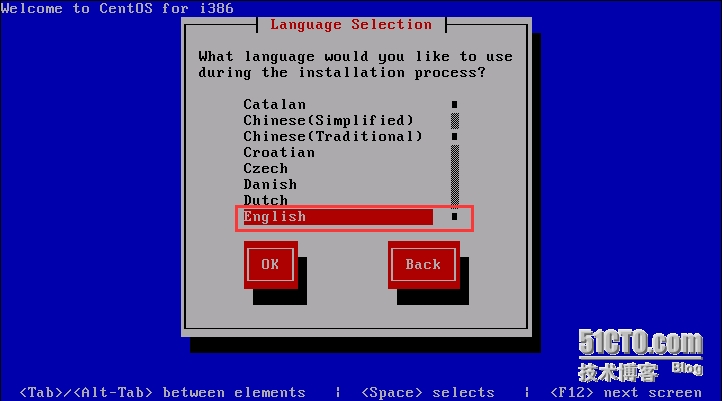 Welcome to CentOS for i386
Language Selection
What language would you like to use
during the installation process?
Catalan
Chinese(Simplified)
Chinese(Traditional)
Croatian
Czech
Danish
Dutch
English
OK
Back
<Tab>/<Alt-Tab> between elements | <Space> selects | <F12> next screen
51CTO.com
技术博客 Blog